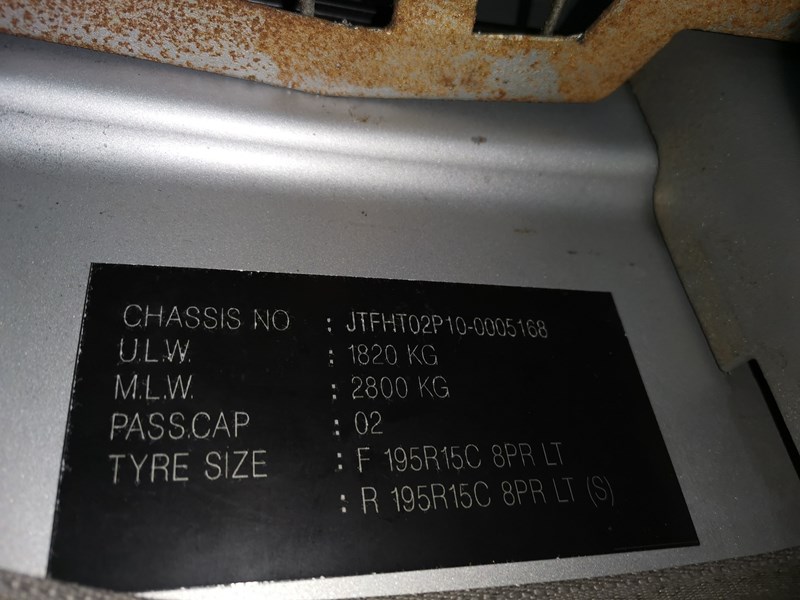 CHASSIS NO : JTFHT02P10-0005168
U.L.W. : 1820 KG
M.L.W. : 2800 KG
PASS.CAP : 02
TYRE SIZE : F 195R15C 8PR LT
: R 195R15C 8PR LT (S)